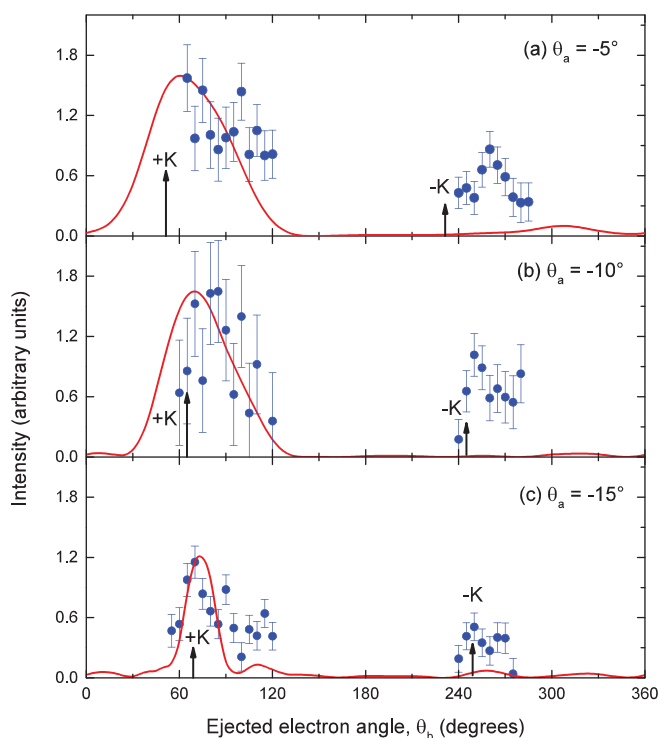 1.8
(a) θa = -5°
1.2
+K
0.6
-K
0.0
1.8
(b) θa = -10°
1.2
0.6
+K
-K
0.0
1.8
(c) θa = -15°
1.2
-K
0.6
+K
0.0
0 60 120 180 240 300 360
Intensity (arbitrary units)
Ejected electron angle, θb (degrees)